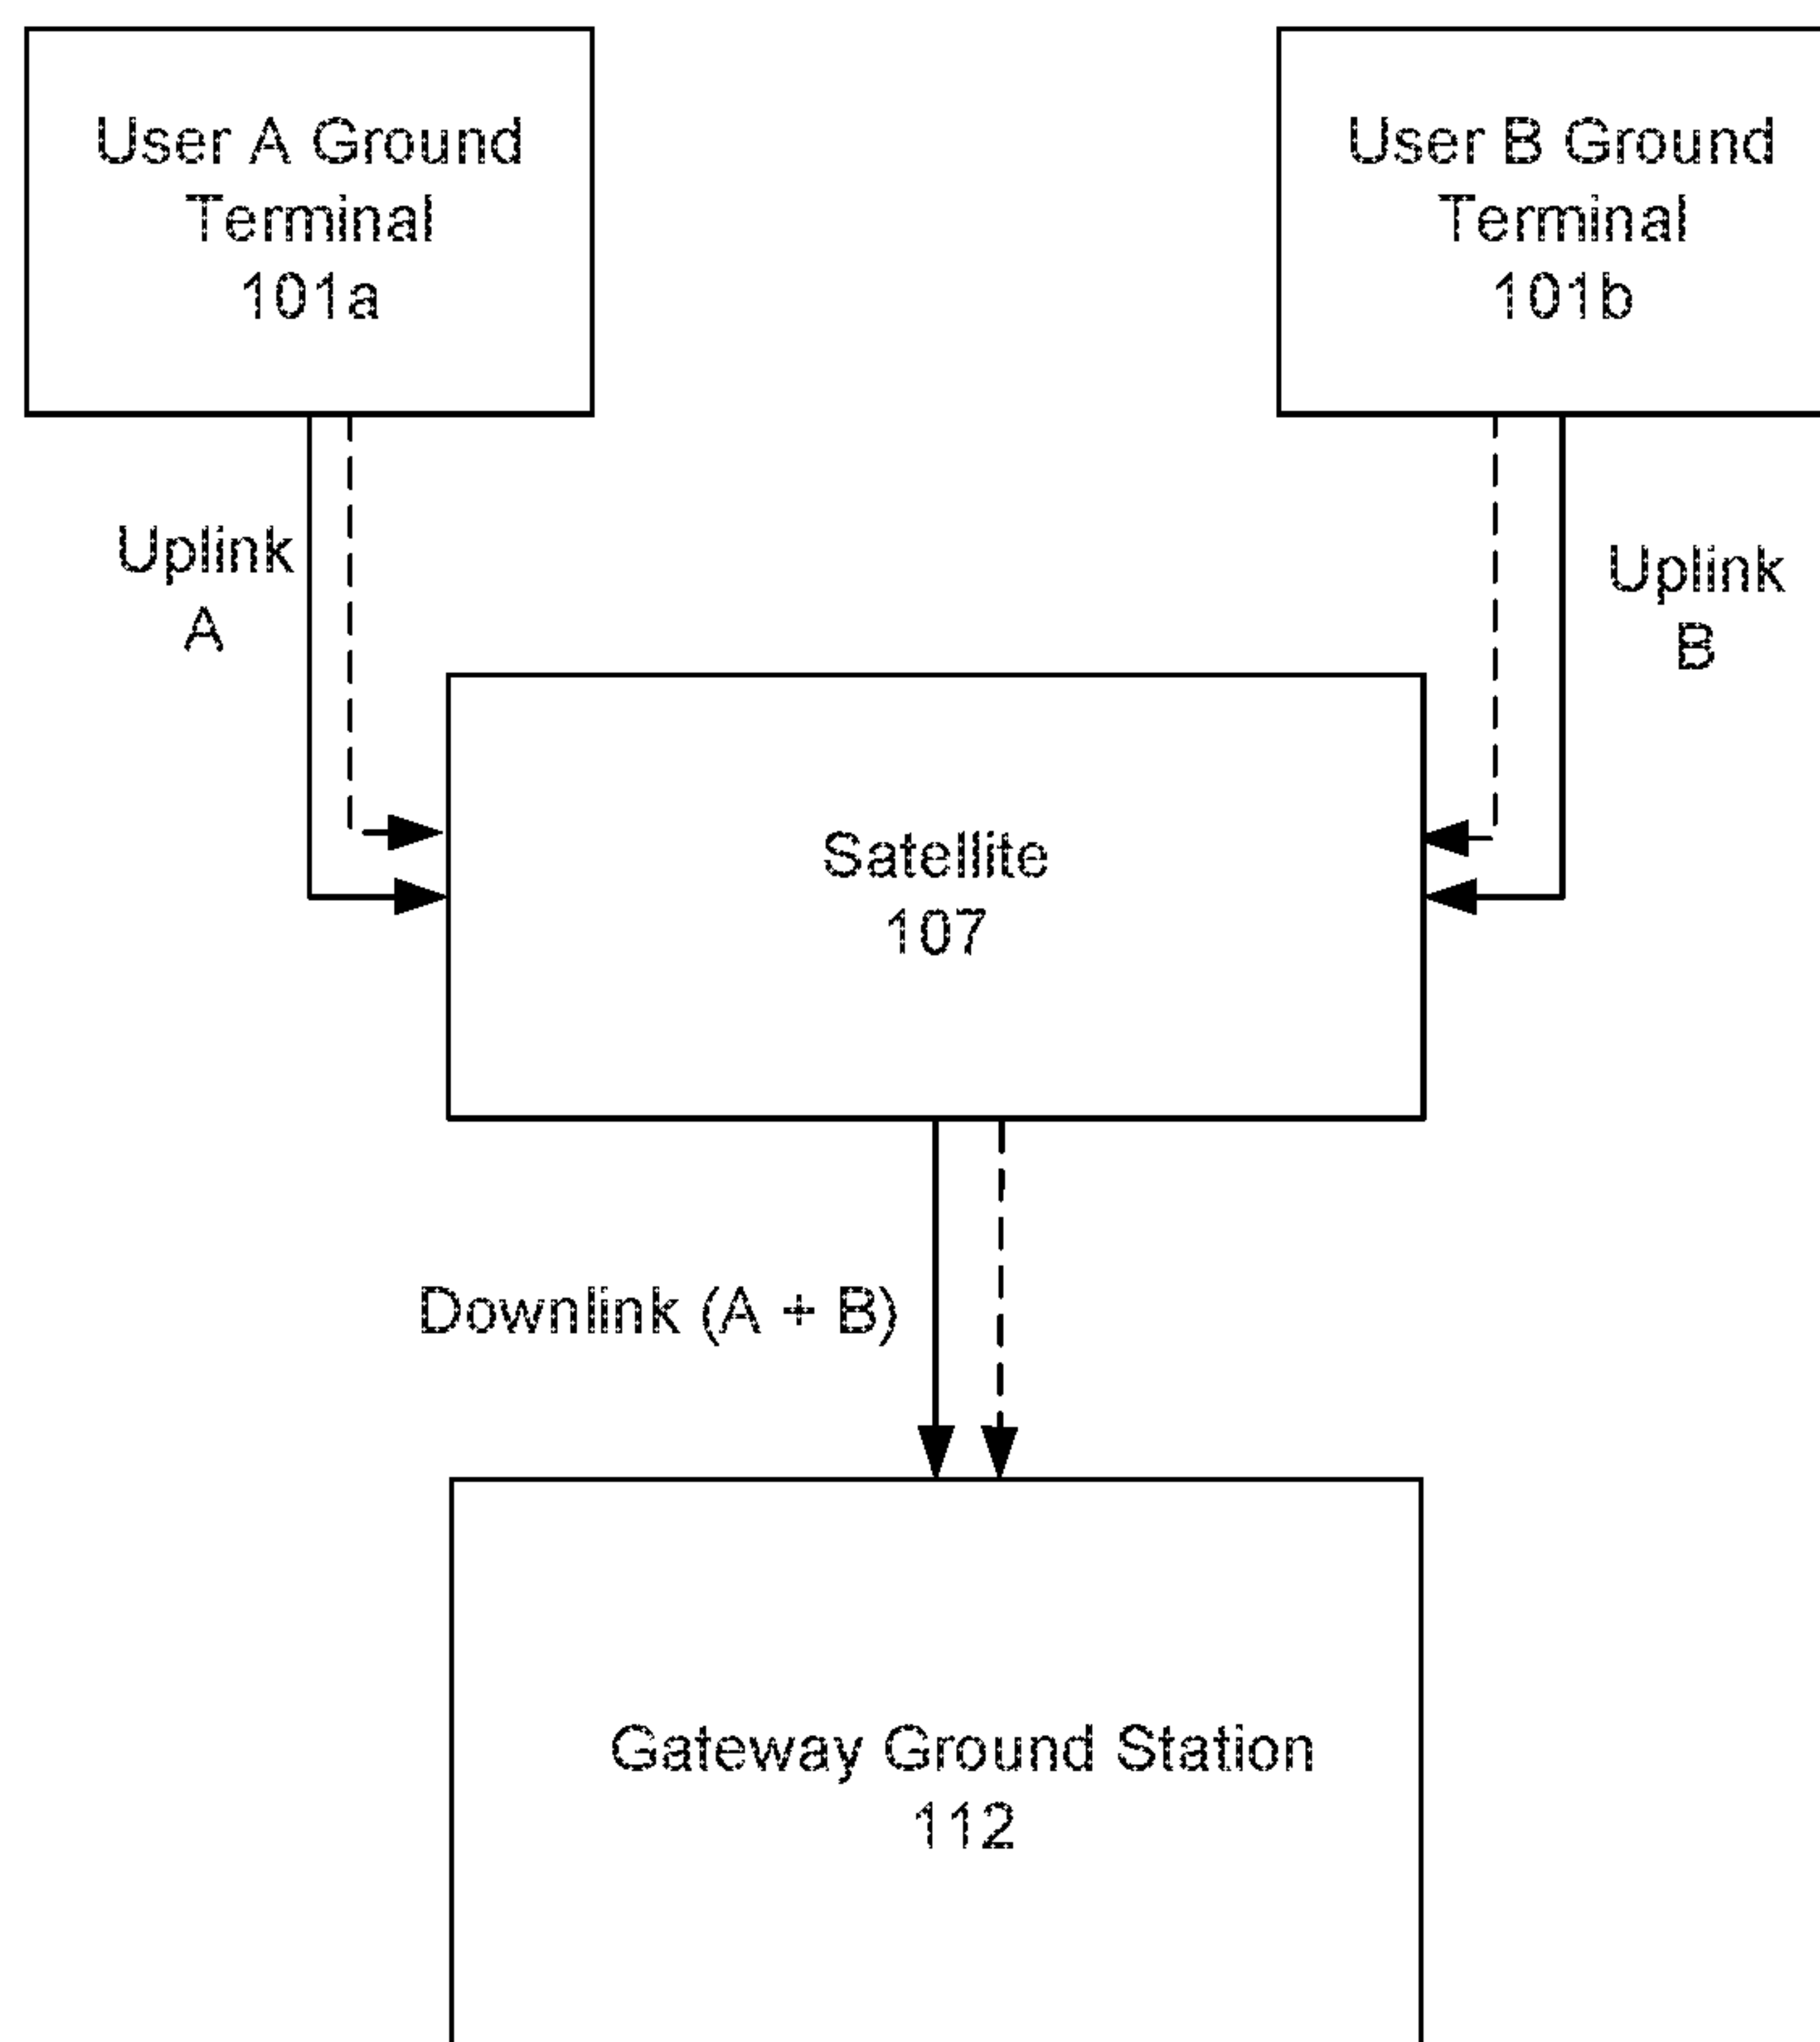 User A Ground
Terminal
101a
User B Ground
Terminal
101b
Uplink
A
Uplink
B
Satellite
107
Downlink (A + B)
Gateway Ground Station
112